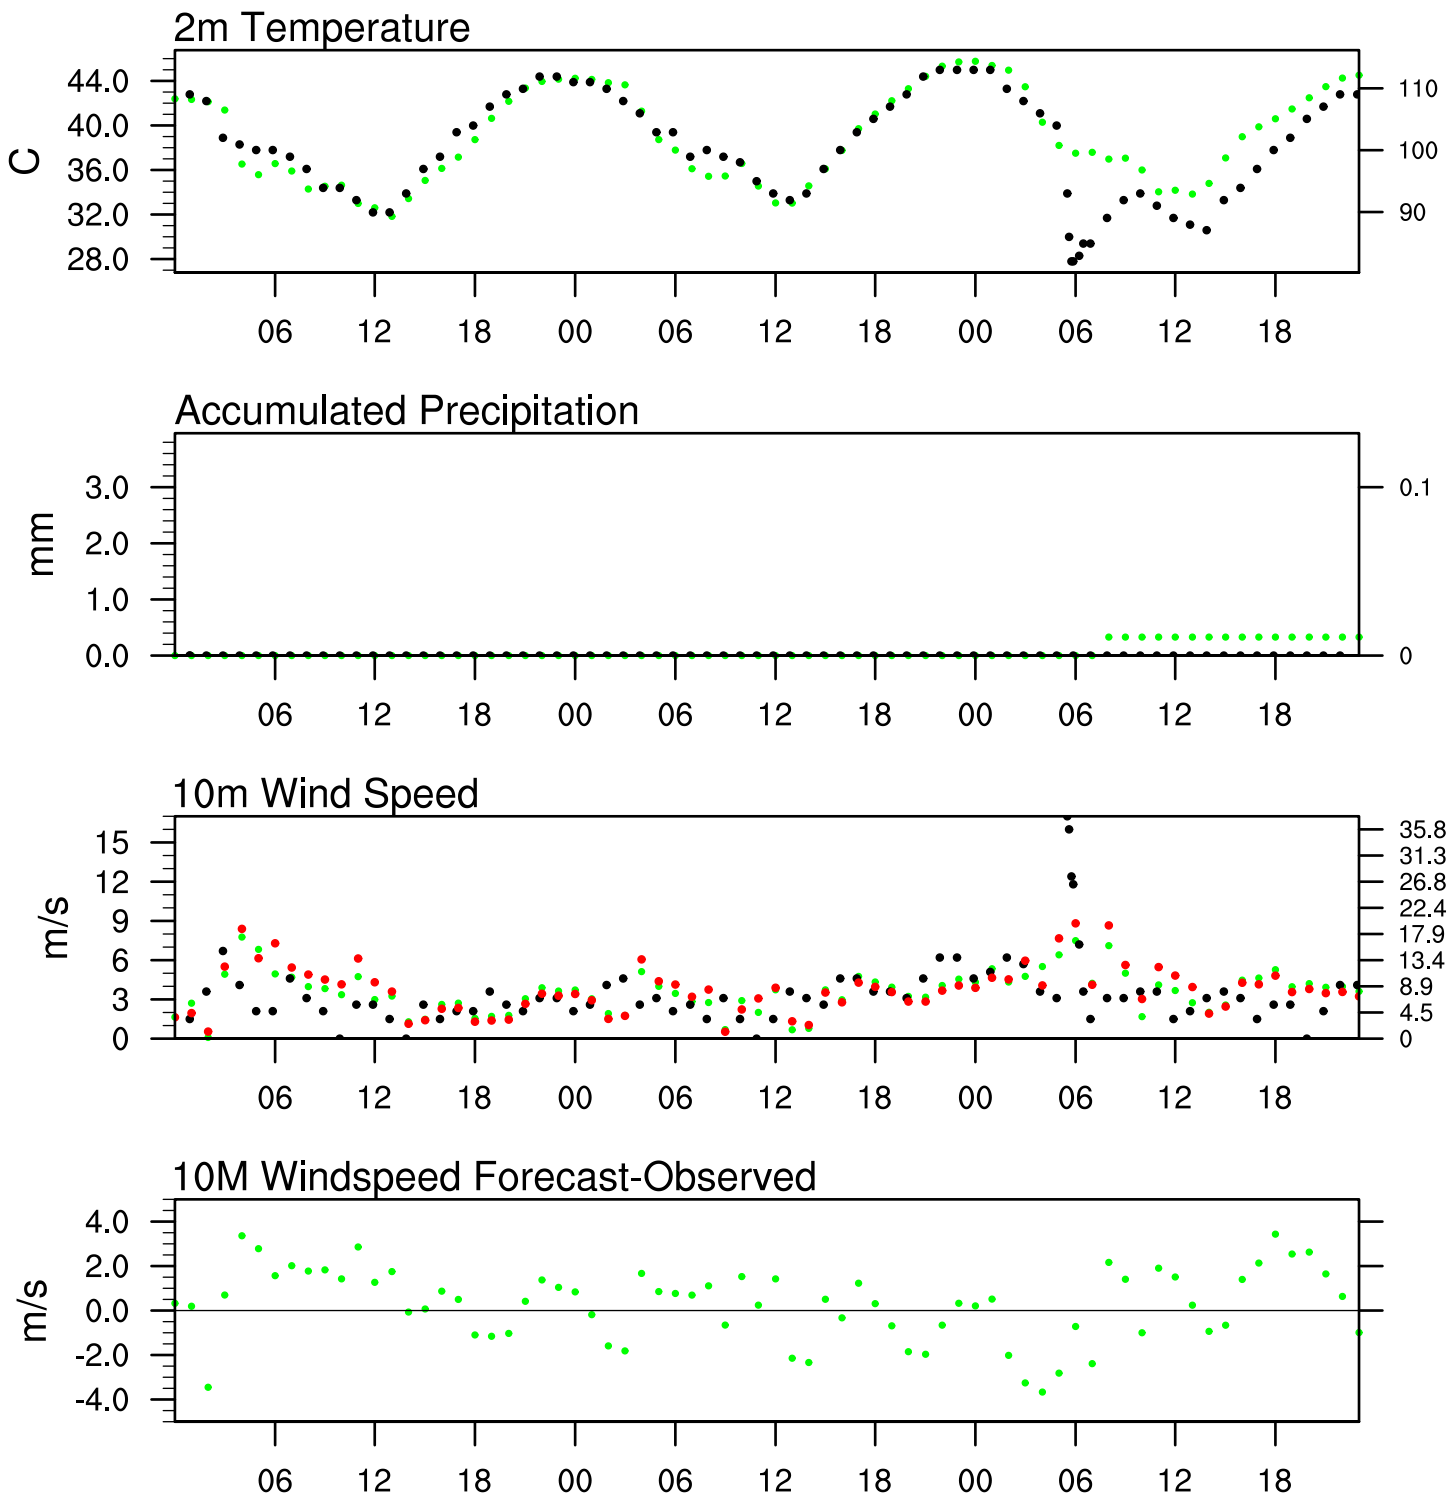 2m Temperature
C
44.0
40.0
36.0
32.0
28.0
110
100
90
06 12 18 00 06 12 18 00 06 12 18
Accumulated Precipitation
mm
3.0
2.0
1.0
0.0
0.1
0
06 12 18 00 06 12 18 00 06 12 18
10m Wind Speed
m/s
15
12
9
6
3
0
35.8
31.3
26.8
22.4
17.9
13.4
8.9
4.5
0
06 12 18 00 06 12 18 00 06 12 18
10M Windspeed Forecast-Observed
m/s
4.0
2.0
0.0
-2.0
-4.0
06 12 18 00 06 12 18 00 06 12 18